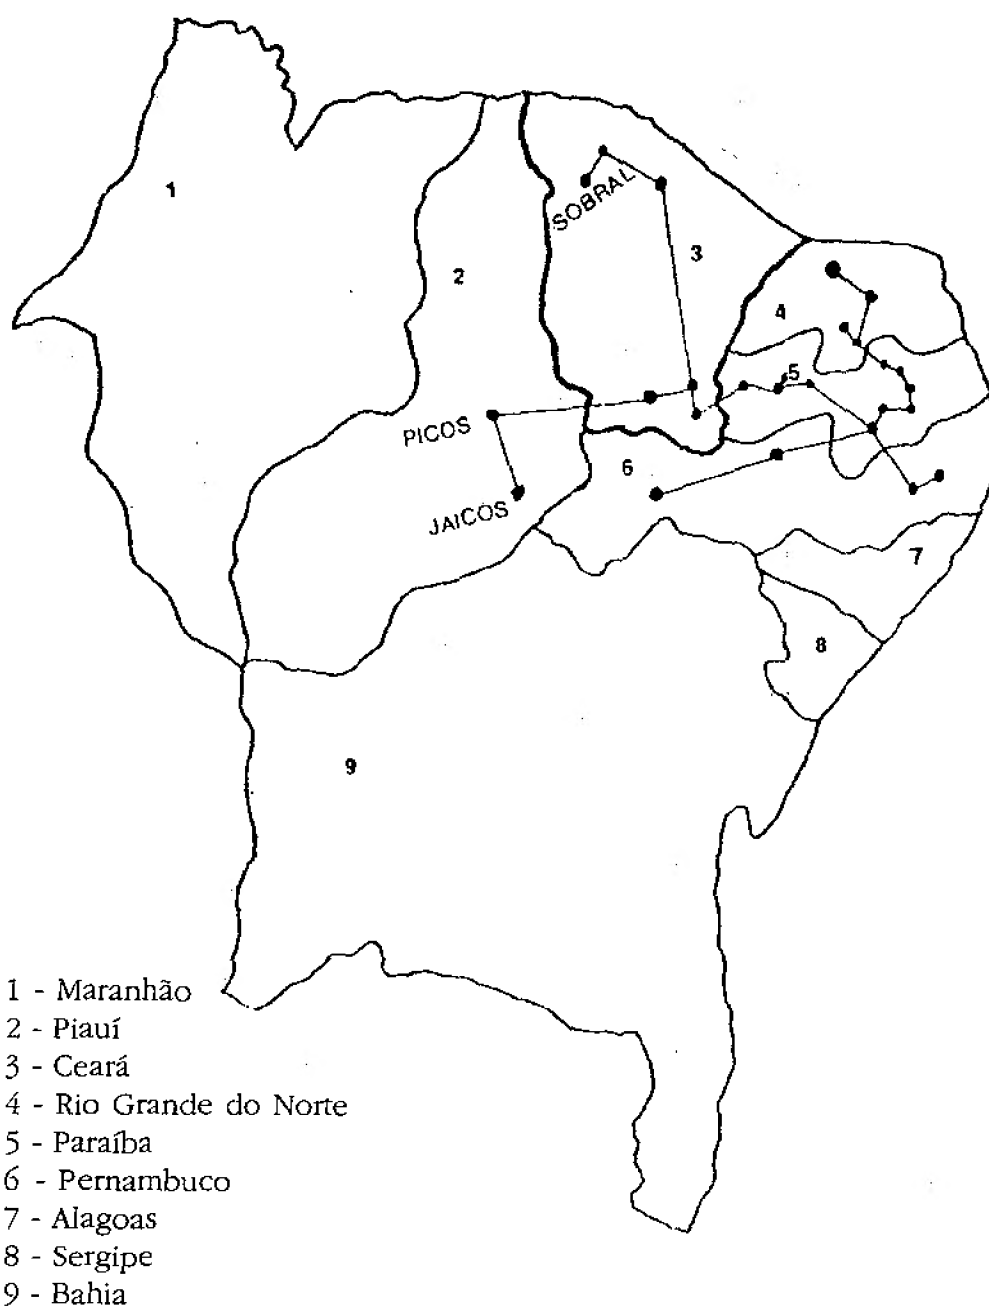 1
2
SOBRAL
3
4
5
PICOS
6
JAICOS
7
8
9
1 - Maranhão
2 - Piauí
3 - Ceará
4 - Rio Grande do Norte
5 - Paraíba
6 - Pernambuco
7 - Alagoas
8 - Sergipe
9 - Bahia